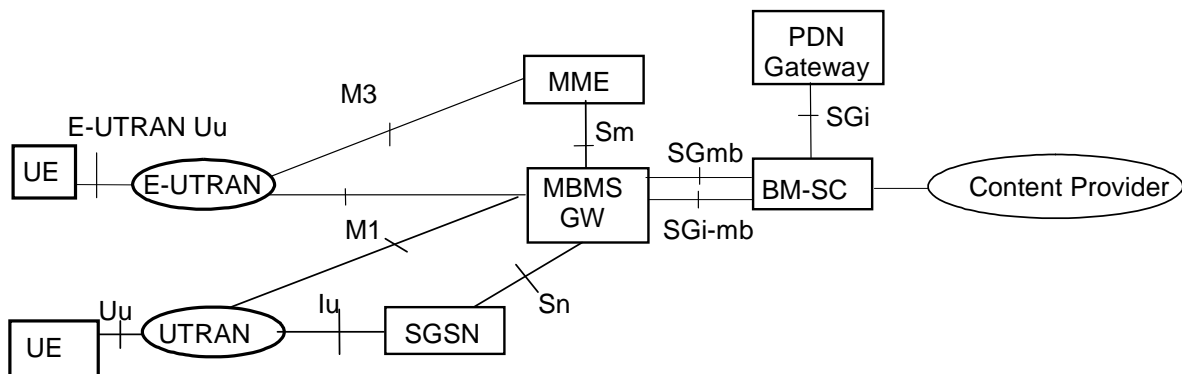 PDN
Gateway
MME
M3
SGi
E-UTRAN Uu
Sm
SGmb
UE
E-UTRAN
MBMS
GW
BM-SC
Content Provider
M1
SGi-mb
Uu
Iu
Sn
UE
UTRAN
SGSN